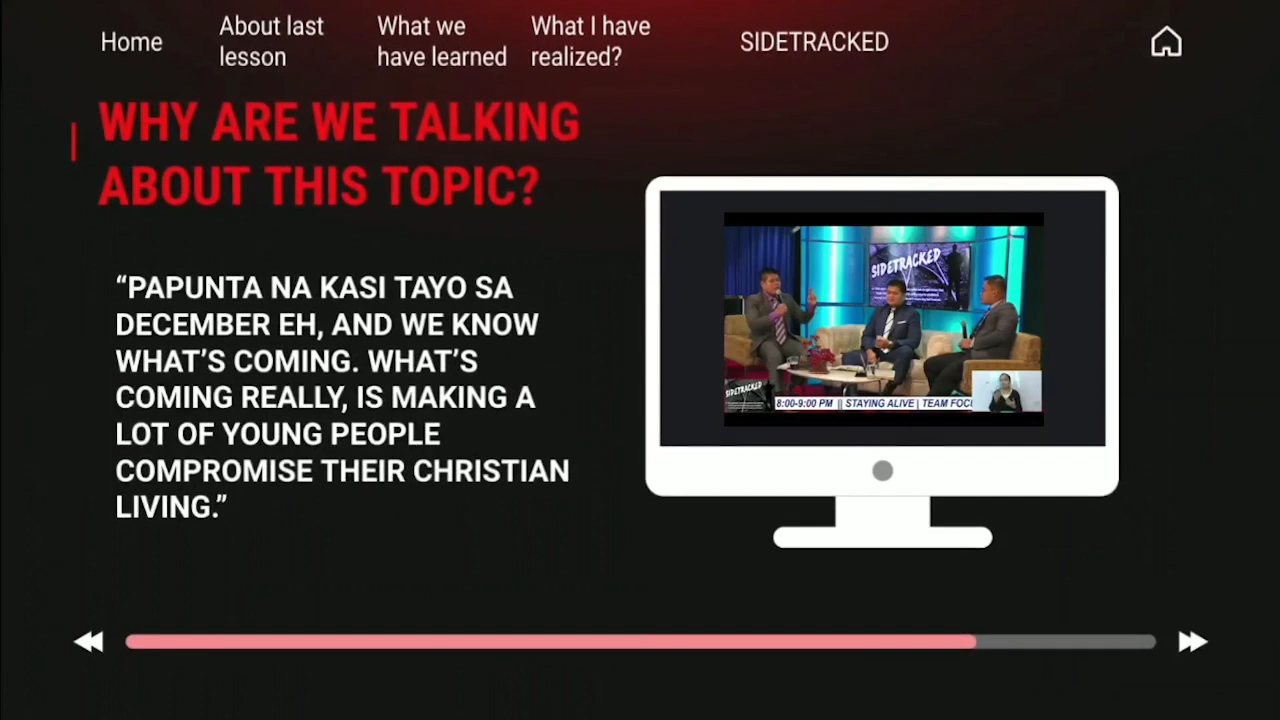 Home
About last
lesson
What we
have learned
What I have
realized?
SIDETRACKED
WHY ARE WE TALKING
ABOUT THIS TOPIC?
“PAPUNTA NA KASI TAYO SA
DECEMBER EH, AND WE KNOW
WHAT’S COMING. WHAT’S
COMING REALLY, IS MAKING A
LOT OF YOUNG PEOPLE
COMPROMISE THEIR CHRISTIAN
LIVING.”
SIDETRACKED
SIDETRACKED
8:00-9:00 PM || STAYING ALIVE | TEAM FOCU